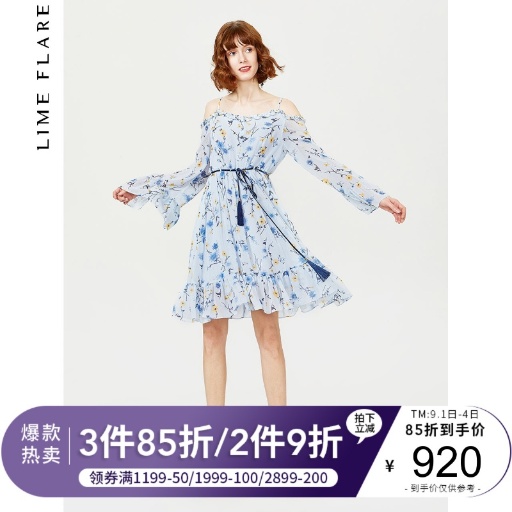 LIME FLARE
爆款
热卖
3件85折/2件9折
领券满1199-50/1999-100/2899-200
拍下
立减
TM:9.1日-4日
85折到手价
¥ 920
- 到手价仅供参考 -